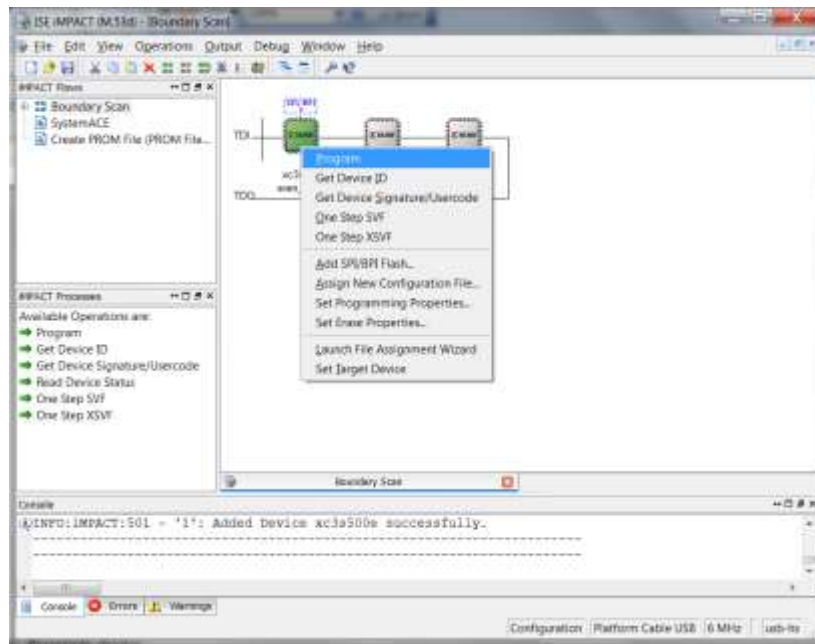 ISE iMPACT (M.53d) - [Boundary Scan]
File Edit View Operations Output Debug Window Help
iMPACT Flows
Boundary Scan
SystemACE
Create PROM File (PROM File...
SPI/BPI
TDI
TDO
Program
Get Device ID
Get Device Signature/Usercode
One Step SVF
One Step XSVF
Add SPI/BPI Flash...
Assign New Configuration File...
Set Programming Properties...
Set Erase Properties...
Launch File Assignment Wizard
Set Target Device
iMPACT Processes
Available Operations are:
Program
Get Device ID
Get Device Signature/Usercode
Read Device Status
One Step SVF
One Step XSVF
Boundary Scan
Console
INFO:iMPACT:501 - '1': Added Device xc3s500e successfully.
Console Errors Warnings
Configuration Platform Cable USB 6 MHz usb-hs